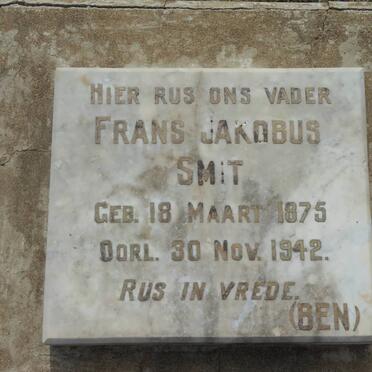 HIER RUS ONS VADER
FRANS JAKOBUS
SMIT
GEB. 18 MAART 1875
OORL. 30 NOV. 1942.
RUS IN VREDE.
(BEN)